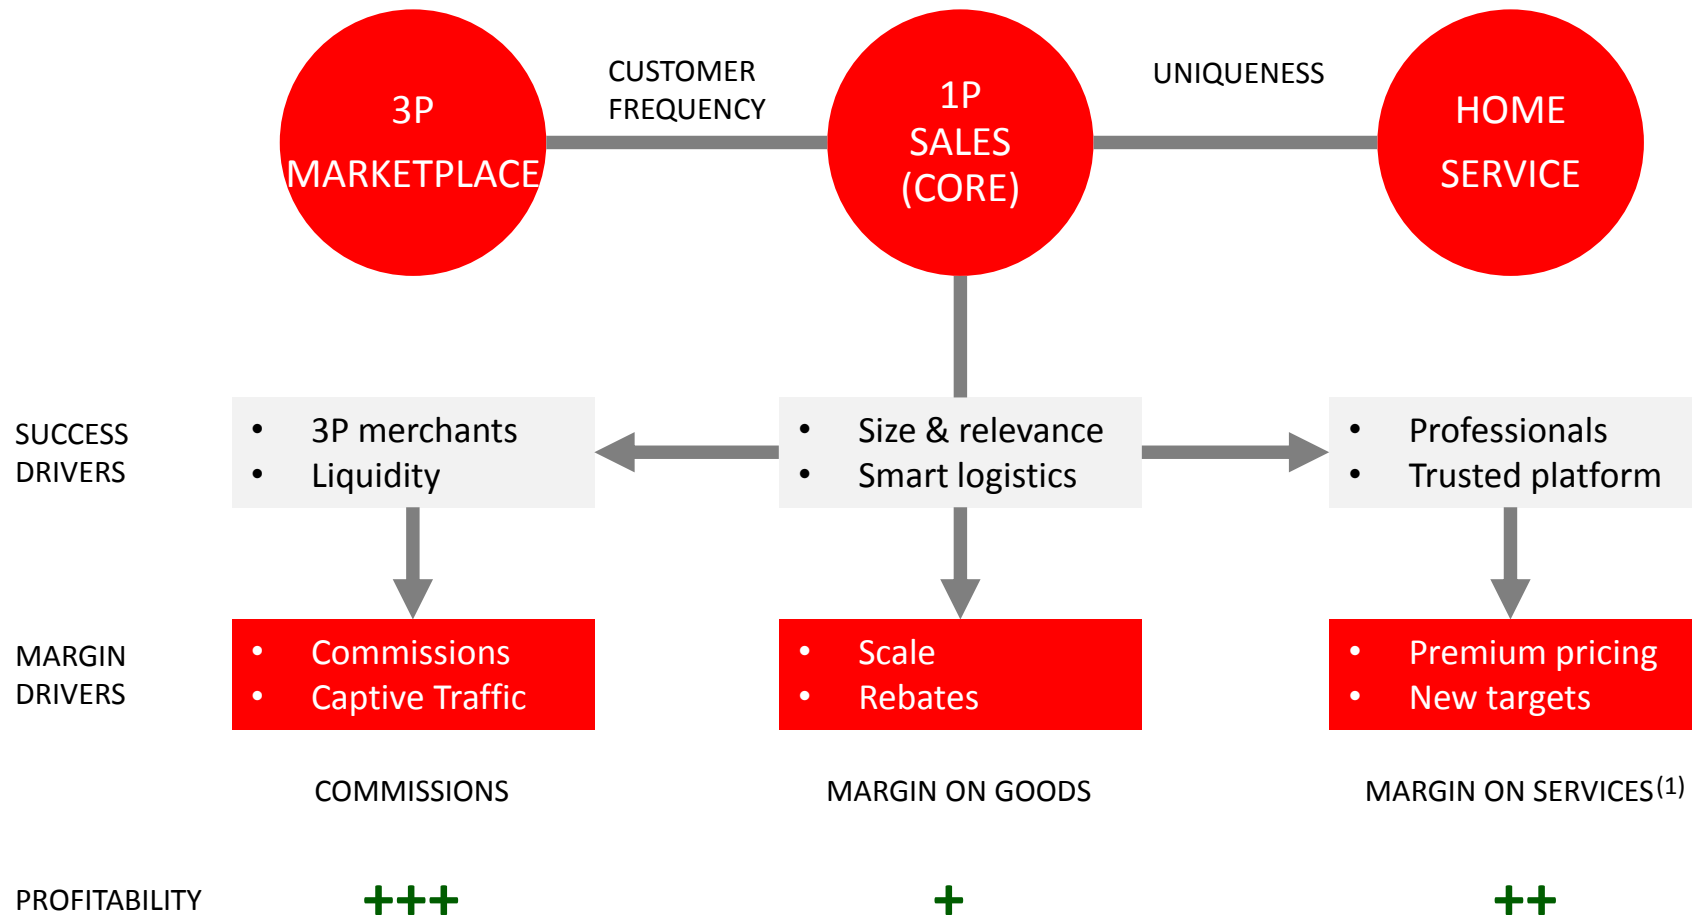 3P
MARKETPLACE
CUSTOMER
FREQUENCY
1P
SALES
(CORE)
UNIQUENESS
HOME
SERVICE
SUCCESS
DRIVERS
• 3P merchants
• Liquidity
• Size & relevance
• Smart logistics
• Professionals
• Trusted platform
MARGIN
DRIVERS
• Commissions
• Captive Traffic
• Scale
• Rebates
• Premium pricing
• New targets
COMMISSIONS
MARGIN ON GOODS
MARGIN ON SERVICES(1)
PROFITABILITY
+++
+
++